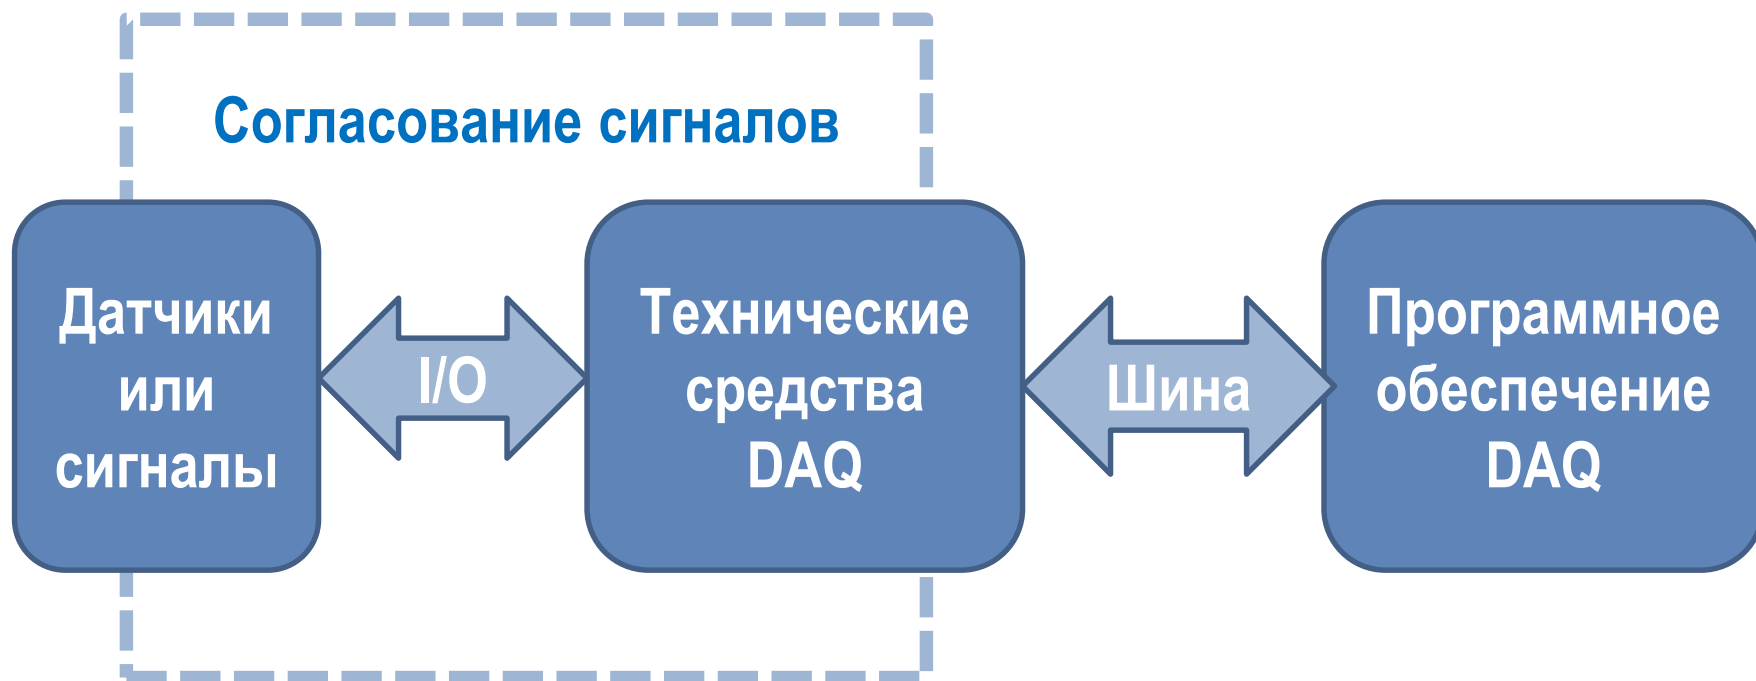 Согласование сигналов
Датчики
или
сигналы
I/O
Технические
средства
DAQ
Шина
Программное
обеспечение
DAQ